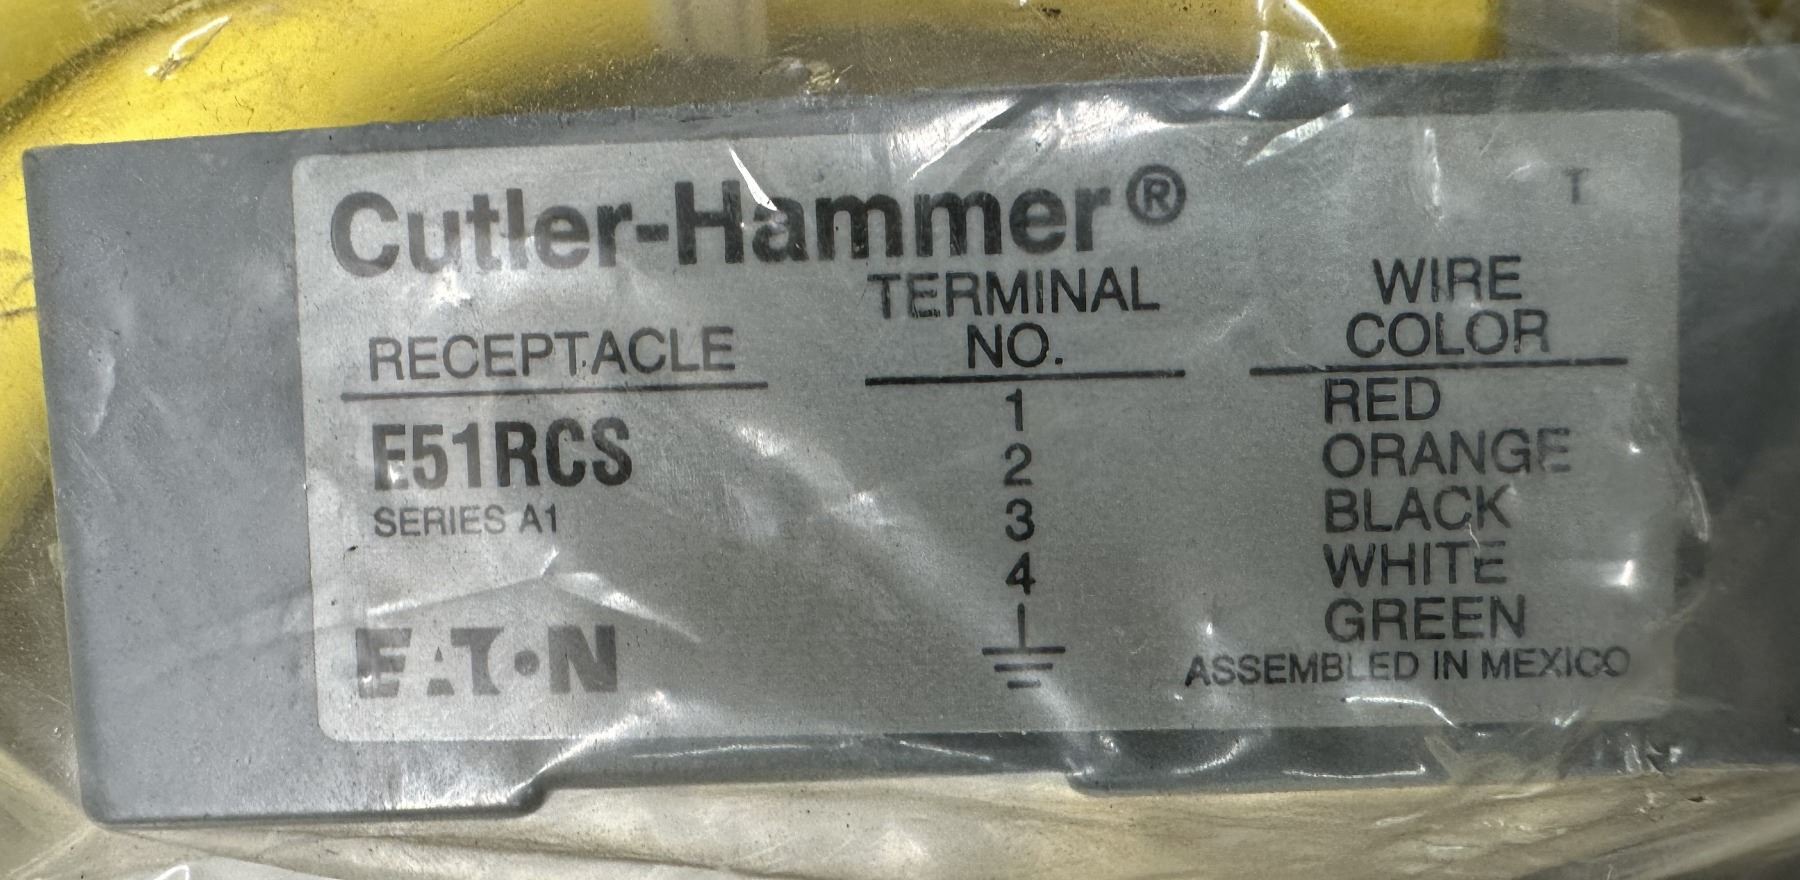 Cutler-Hammer®
T
RECEPTACLE
E51RCS
SERIES A1
EATON
TERMINAL
NO.
1
2
3
4
⏚
WIRE
COLOR
RED
ORANGE
BLACK
WHITE
GREEN
ASSEMBLED IN MEXICO